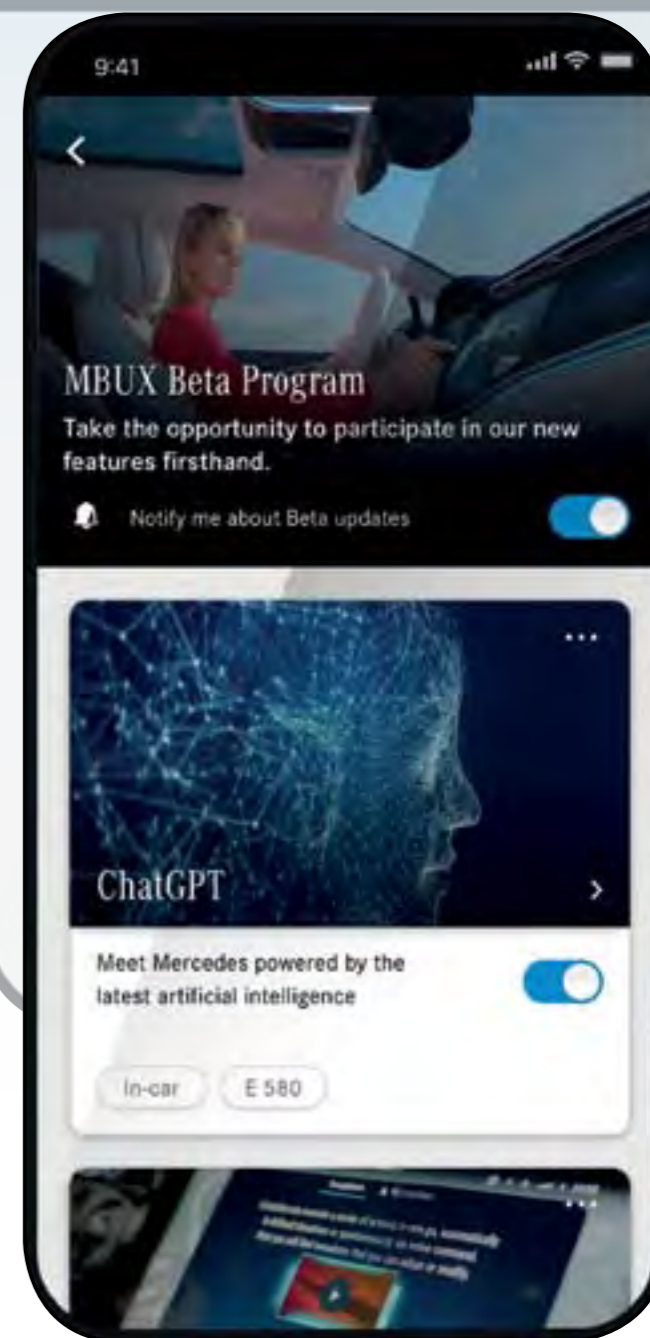 9:41
MBUX Beta Program
Take the opportunity to participate in our new
features firsthand.
Notify me about Beta updates
ChatGPT
Meet Mercedes powered by the
latest artificial intelligence
In-car
E 580